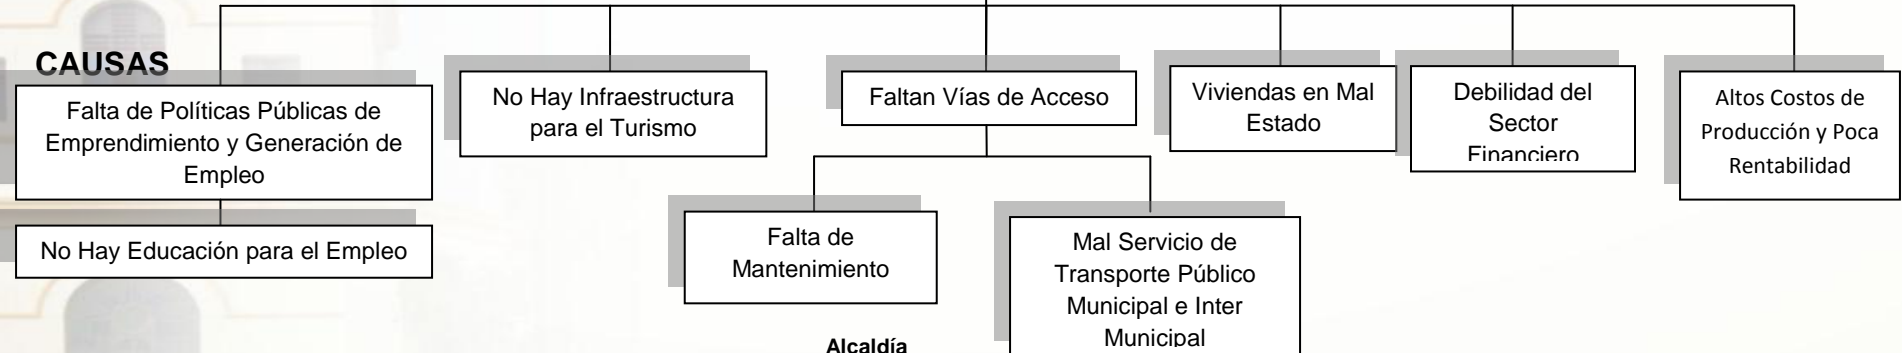 CAUSAS
Falta de Políticas Públicas de
Emprendimiento y Generación de
Empleo
No Hay Educación para el Empleo
No Hay Infraestructura
para el Turismo
Faltan Vías de Acceso
Falta de
Mantenimiento
Mal Servicio de
Transporte Público
Municipal e Inter
Municipal
Viviendas en Mal
Estado
Debilidad del
Sector
Financiero
Altos Costos de
Producción y Poca
Rentabilidad
Alcaldía